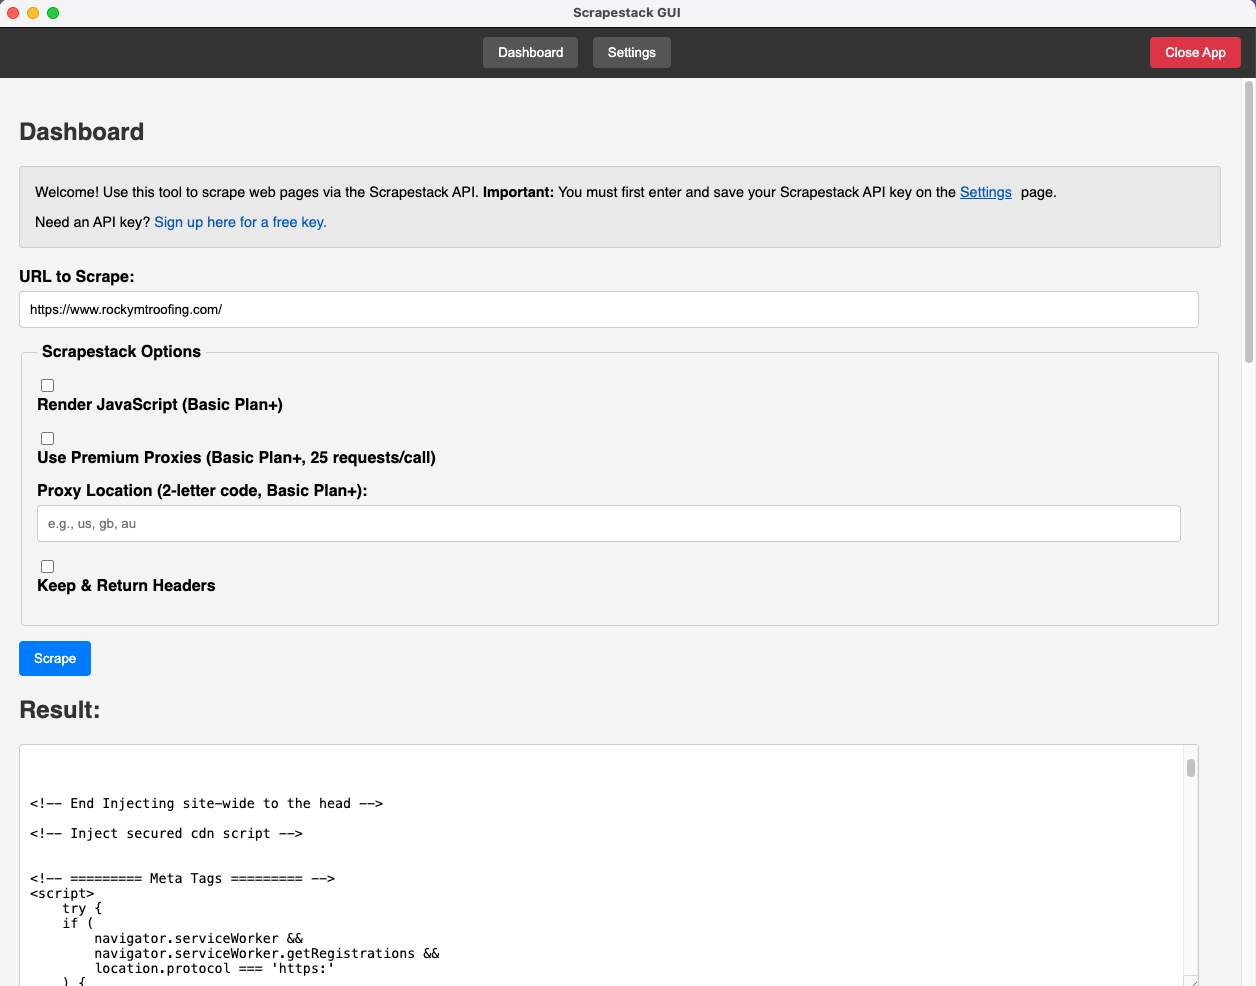 Scrapestack GUI
Dashboard
Settings
Close App
Dashboard
Welcome! Use this tool to scrape web pages via the Scrapestack API. Important: You must first enter and save your Scrapestack API key on the Settings page.
Need an API key? Sign up here for a free key.
URL to Scrape:
https://www.rockymtroofing.com/
Scrapestack Options
Render JavaScript (Basic Plan+)
Use Premium Proxies (Basic Plan+, 25 requests/call)
Proxy Location (2-letter code, Basic Plan+):
e.g., us, gb, au
Keep & Return Headers
Scrape
Result:
<!-- End Injecting site-wide to the head -->
<!-- Inject secured cdn script -->
<!-- ========= Meta Tags ========= -->
<script>
    try {
    if (
        navigator.serviceWorker &&
        navigator.serviceWorker.getRegistrations &&
        location.protocol === 'https:'
    ) {